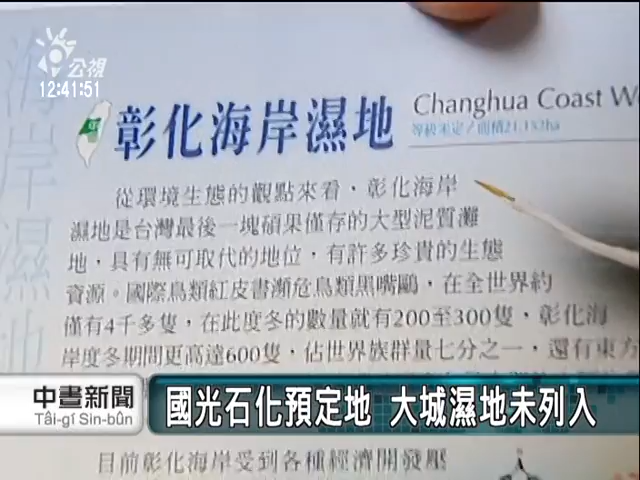 公視
12:41:51
海岸濕地
彰化海岸濕地
Changhua Coast W
等級未定／面積21,152ha
從環境生態的觀點來看，彰化海岸
濕地是台灣最後一塊碩果僅存的大型泥質灘
地，具有無可取代的地位，有許多珍貴的生態
資源。國際鳥類紅皮書瀕危鳥類黑嘴鷗，在全世界約
僅有4千多隻，在此度冬的數量就有200至300隻，彰化海
岸度冬期間更高達600隻，佔世界族群量七分之一，還有東方
中晝新聞
Tâi-gí Sin-bûn
國光石化預定地 大城濕地未列入
目前彰化海岸受到各種經濟開發壓